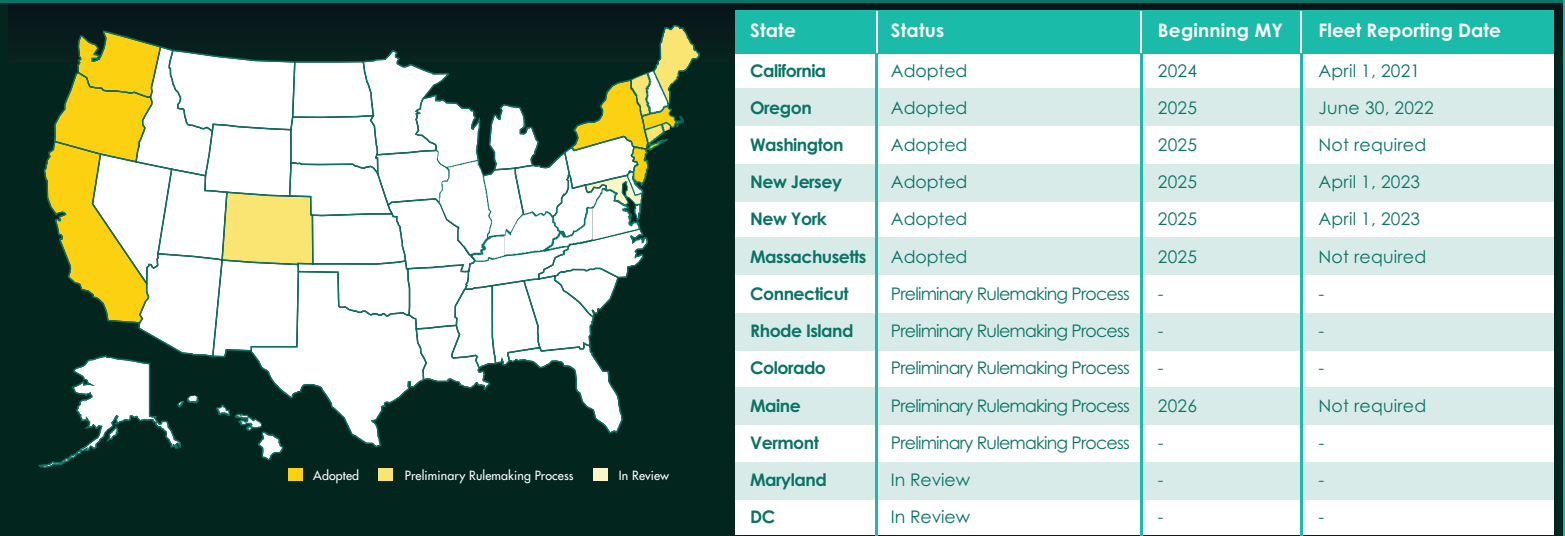 Adopted Preliminary Rulemaking Process In Review
State Status Beginning MY Fleet Reporting Date
California Adopted 2024 April 1, 2021
Oregon Adopted 2025 June 30, 2022
Washington Adopted 2025 Not required
New Jersey Adopted 2025 April 1, 2023
New York Adopted 2025 April 1, 2023
Massachusetts Adopted 2025 Not required
Connecticut Preliminary Rulemaking Process - -
Rhode Island Preliminary Rulemaking Process - -
Colorado Preliminary Rulemaking Process - -
Maine Preliminary Rulemaking Process 2026 Not required
Vermont Preliminary Rulemaking Process - -
Maryland In Review - -
DC In Review - -